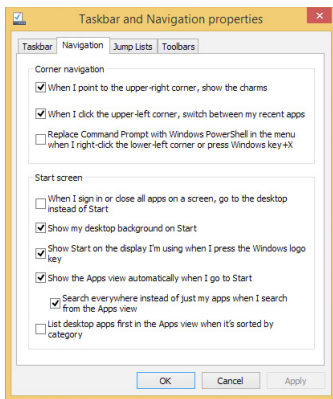 Taskbar and Navigation properties
Taskbar Navigation Jump Lists Toolbars
Corner navigation
When I point to the upper-right corner, show the charms
When I click the upper-left corner, switch between my recent apps
Replace Command Prompt with Windows PowerShell in the menu
when I right-click the lower-left corner or press Windows key+X
Start screen
When I sign in or close all apps on a screen, go to the desktop
instead of Start
Show my desktop background on Start
Show Start on the display I'm using when I press the Windows logo
key
Show the Apps view automatically when I go to Start
Search everywhere instead of just my apps when I search
from the Apps view
List desktop apps first in the Apps view when it's sorted by
category
OK Cancel Apply